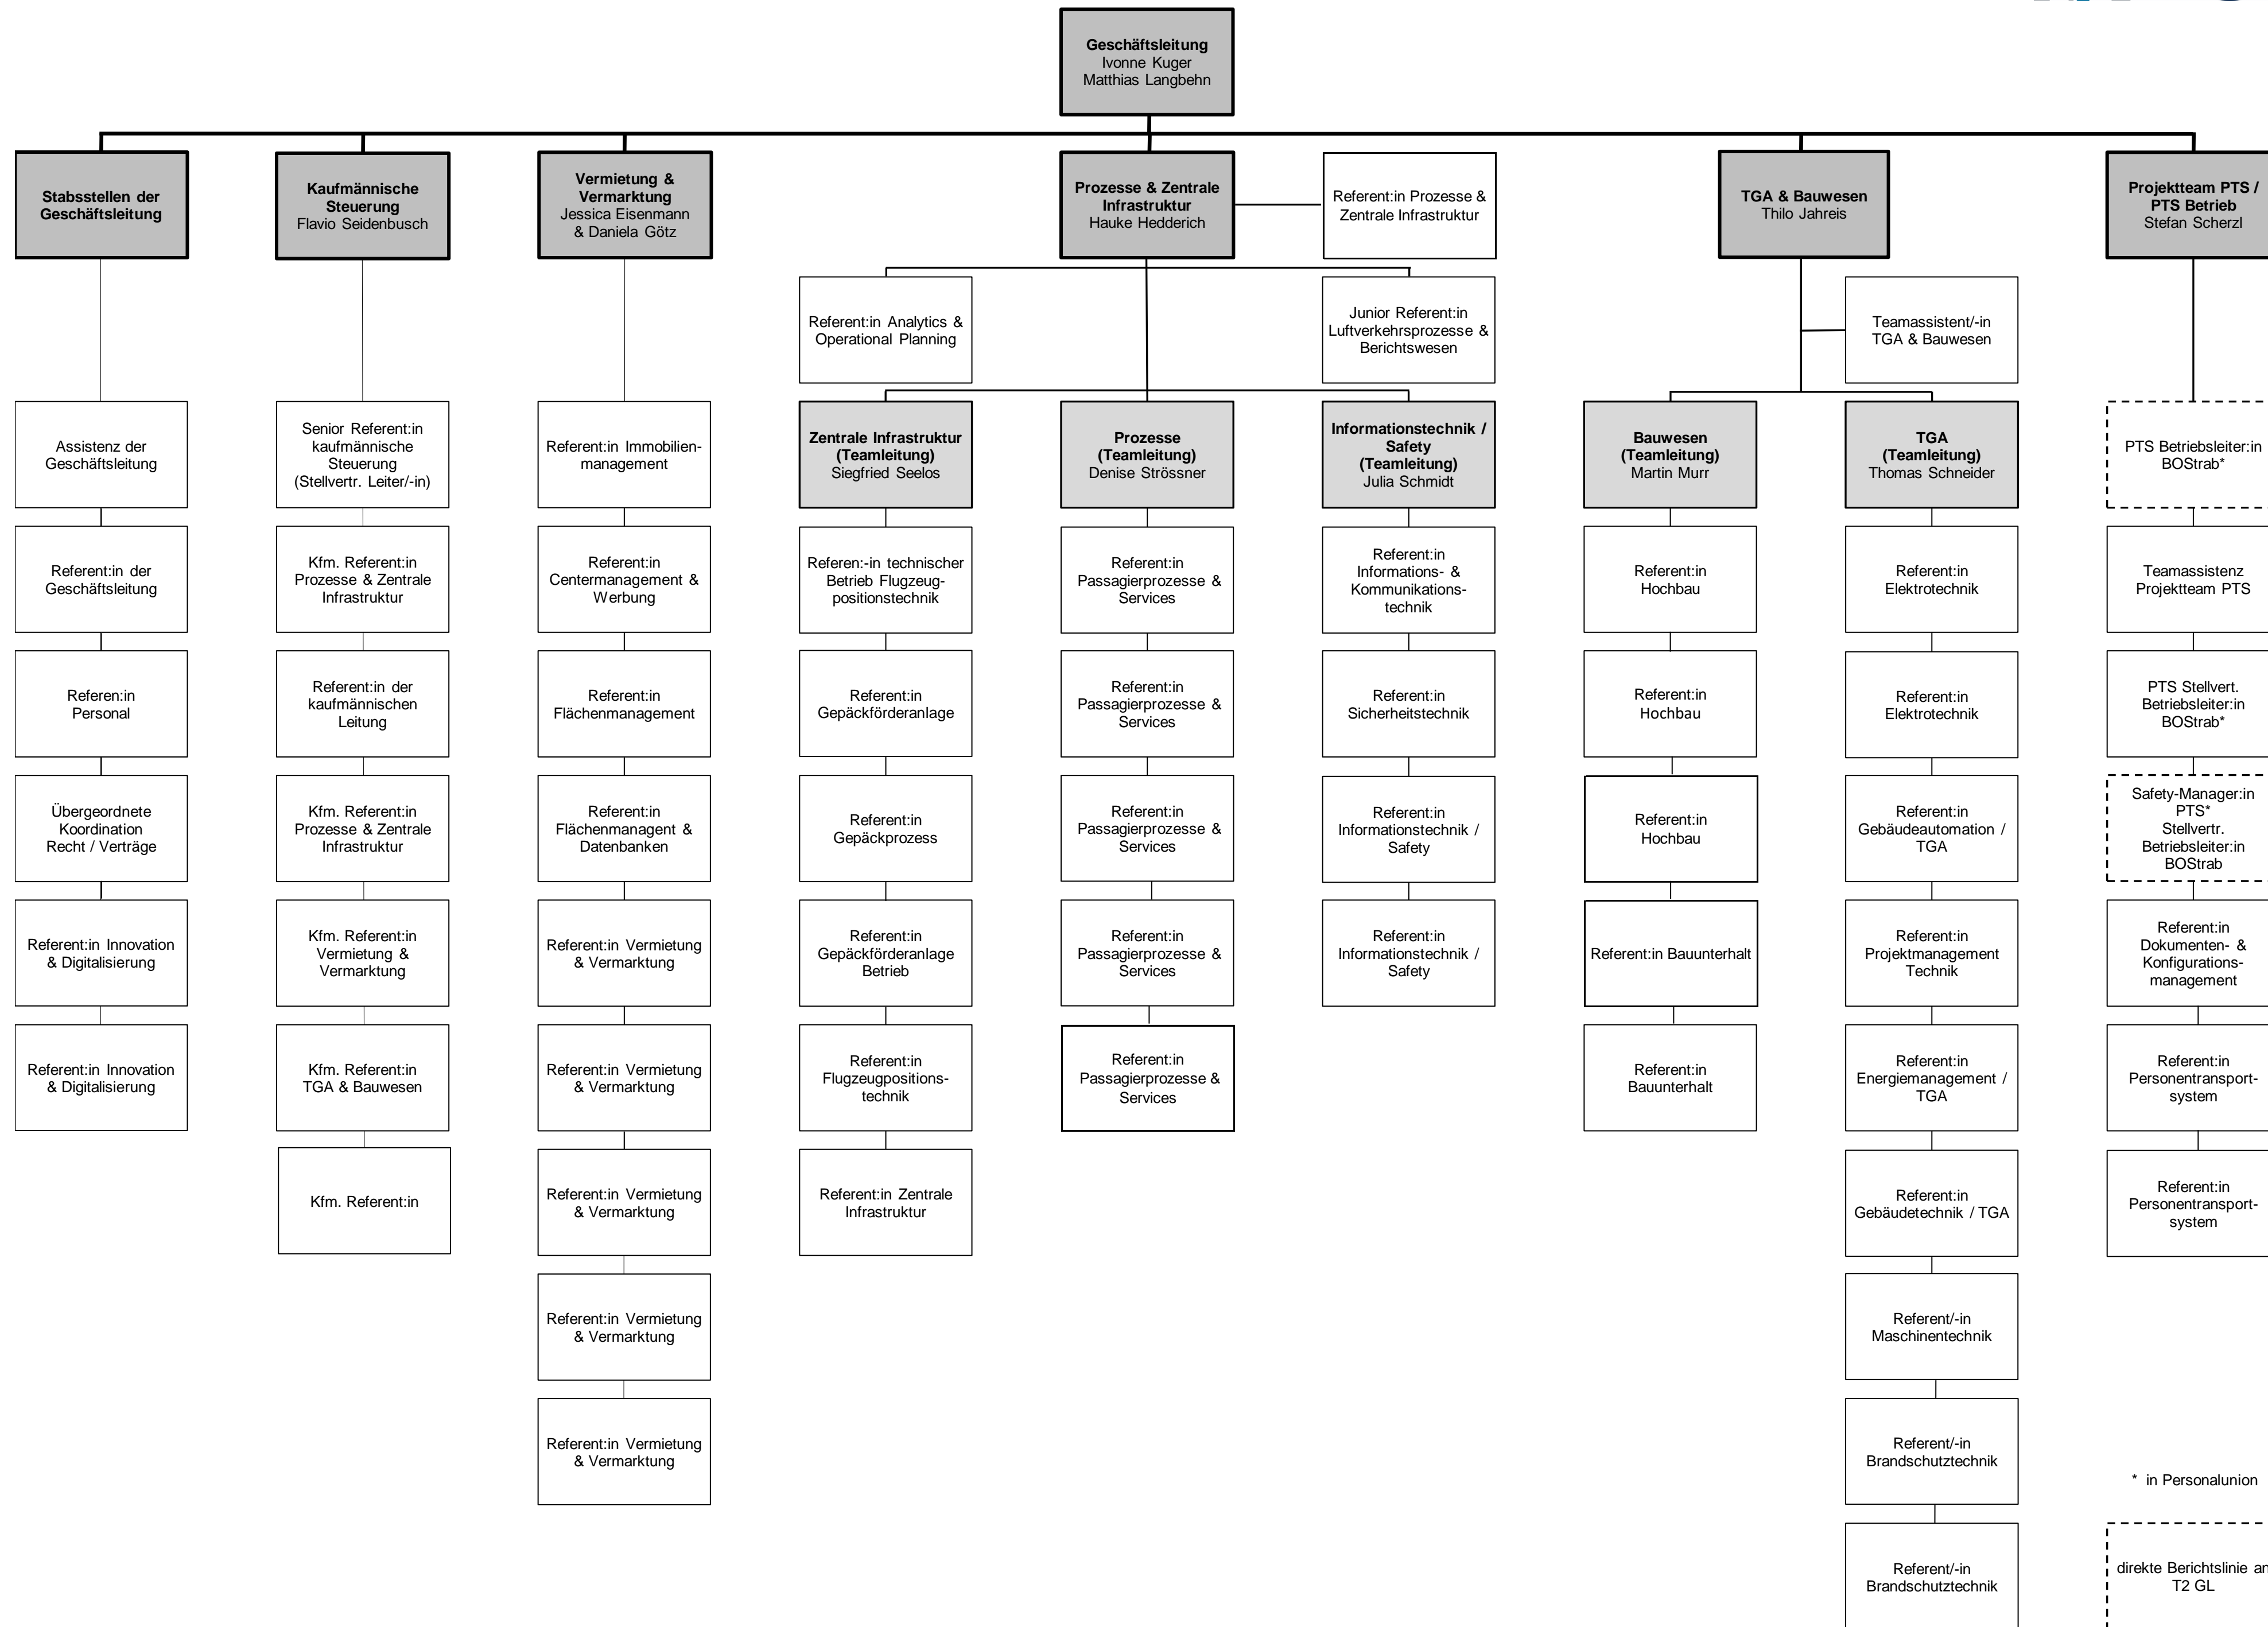 Geschäftsleitung
Ivonne Kuger
Matthias Langbehn
Stabsstellen der
Geschäftsleitung
Kaufmännische
Steuerung
Flavio Seidenbusch
Vermietung &
Vermarktung
Jessica Eisenmann
& Daniela Götz
Prozesse & Zentrale
Infrastruktur
Hauke Hedderich
Referent:in Prozesse &
Zentrale Infrastruktur
TGA & Bauwesen
Thilo Jahreis
Projektteam PTS /
PTS Betrieb
Stefan Scherzl
Referent:in Analytics &
Operational Planning
Junior Referent:in
Luftverkehrsprozesse &
Berichtswesen
Teamassistent/-in
TGA & Bauwesen
Assistenz der
Geschäftsleitung
Referent:in der
Geschäftsleitung
Referen:in
Personal
Übergeordnete
Koordination
Recht / Verträge
Referent:in Innovation
& Digitalisierung
Referent:in Innovation
& Digitalisierung
Senior Referent:in
kaufmännische
Steuerung
(Stellvertr. Leiter/-in)
Kfm. Referent:in
Prozesse & Zentrale
Infrastruktur
Referent:in der
kaufmännischen
Leitung
Kfm. Referent:in
Prozesse & Zentrale
Infrastruktur
Kfm. Referent:in
Vermietung &
Vermarktung
Kfm. Referent:in
TGA & Bauwesen
Kfm. Referent:in
Referent:in Immobilien-
management
Referent:in
Centermanagement &
Werbung
Referent:in
Flächenmanagement
Referent:in
Flächenmanagent &
Datenbanken
Referent:in Vermietung
& Vermarktung
Referent:in Vermietung
& Vermarktung
Referent:in Vermietung
& Vermarktung
Referent:in Vermietung
& Vermarktung
Referent:in Vermietung
& Vermarktung
Zentrale Infrastruktur
(Teamleitung)
Siegfried Seelos
Referen:-in technischer
Betrieb Flugzeug-
positionstechnik
Referent:in
Gepäckförderanlage
Referent:in
Gepäckprozess
Referent:in
Gepäckförderanlage
Betrieb
Referent:in
Flugzeugpositions-
technik
Referent:in Zentrale
Infrastruktur
Prozesse
(Teamleitung)
Denise Strössner
Referent:in
Passagierprozesse &
Services
Referent:in
Passagierprozesse &
Services
Referent:in
Passagierprozesse &
Services
Referent:in
Passagierprozesse &
Services
Referent:in
Passagierprozesse &
Services
Informationstechnik /
Safety
(Teamleitung)
Julia Schmidt
Referent:in
Informations- &
Kommunikations-
technik
Referent:in
Sicherheitstechnik
Referent:in
Informationstechnik /
Safety
Referent:in
Informationstechnik /
Safety
Bauwesen
(Teamleitung)
Martin Murr
Referent:in
Hochbau
Referent:in
Hochbau
Referent:in
Hochbau
Referent:in Bauunterhalt
Referent:in
Bauunterhalt
TGA
(Teamleitung)
Thomas Schneider
Referent:in
Elektrotechnik
Referent:in
Elektrotechnik
Referent:in
Gebäudeautomation /
TGA
Referent:in
Projektmanagement
Technik
Referent:in
Energiemanagement /
TGA
Referent:in
Gebäudetechnik / TGA
Referent/-in
Maschinentechnik
Referent/-in
Brandschutztechnik
Referent/-in
Brandschutztechnik
PTS Betriebsleiter:in
BOStrab*
Teamassistenz
Projektteam PTS
PTS Stellvert.
Betriebsleiter:in
BOStrab*
Safety-Manager:in
PTS*
Stellvertr.
Betriebsleiter:in
BOStrab
Referent:in
Dokumenten- &
Konfigurations-
management
Referent:in
Personentransport-
system
Referent:in
Personentransport-
system
* in Personalunion
direkte Berichtslinie an
T2 GL